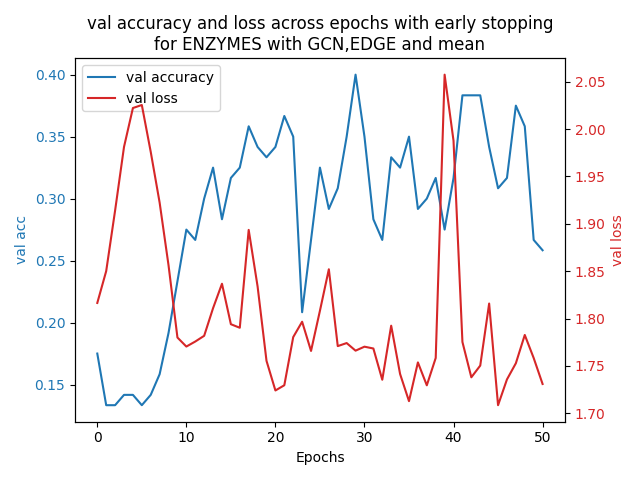 val accuracy and loss across epochs with early stopping
for ENZYMES with GCN,EDGE and mean
val accuracy
val loss
0.40
0.35
0.30
0.25
0.20
0.15
val acc
2.05
2.00
1.95
1.90
1.85
1.80
1.75
1.70
val loss
0 10 20 30 40 50
Epochs